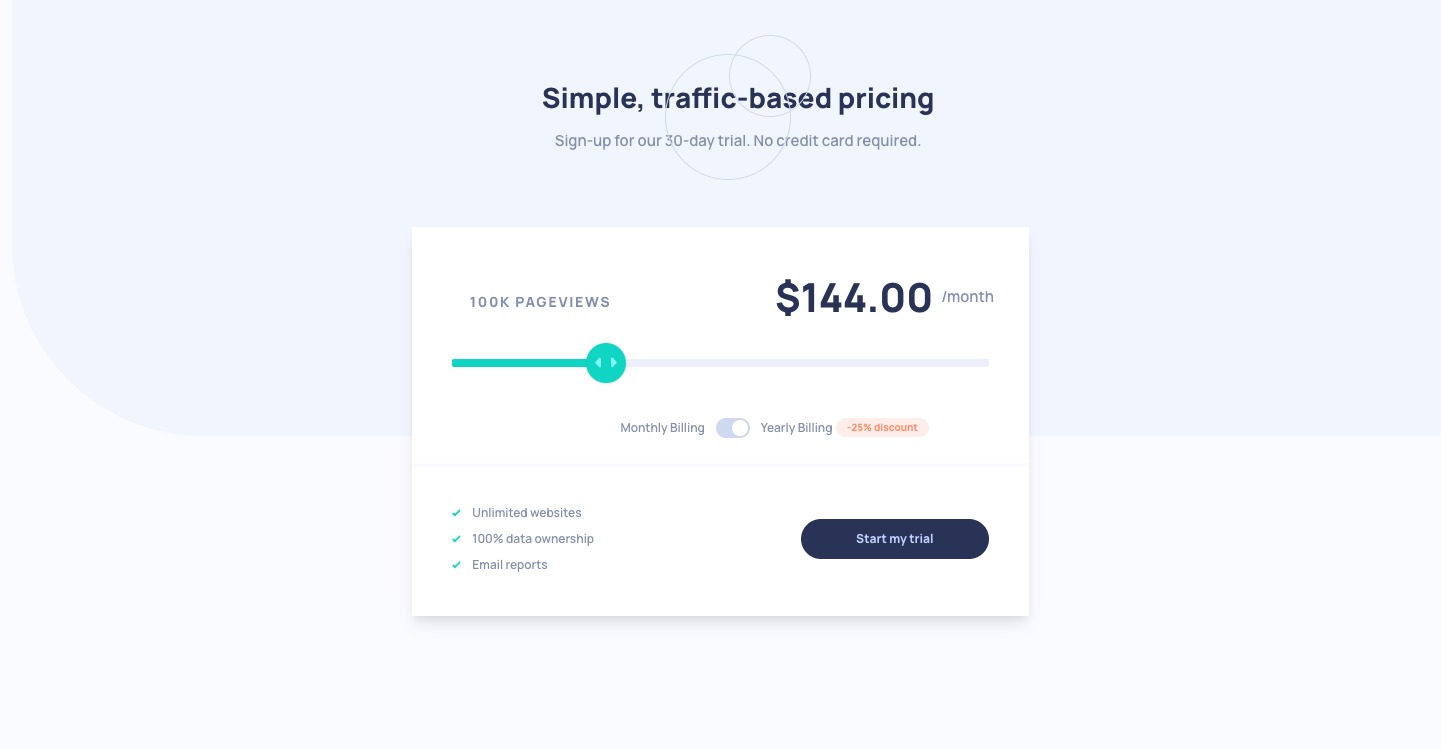 Simple, traffic-based pricing
Sign-up for our 30-day trial. No credit card required.
100K PAGEVIEWS
$144.00 /month
Monthly Billing Yearly Billing -25% discount
Unlimited websites
100% data ownership
Email reports
Start my trial